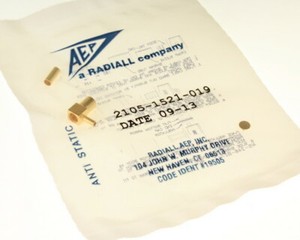 AEP
a RADIALL company
2105-1521-019
DATE 09-13
ANTI STATIC
RADIALL/AEP, INC.
104 JOHN W. MURPHY DRIVE
NEW HAVEN, CT 06513
CODE IDENT #19505